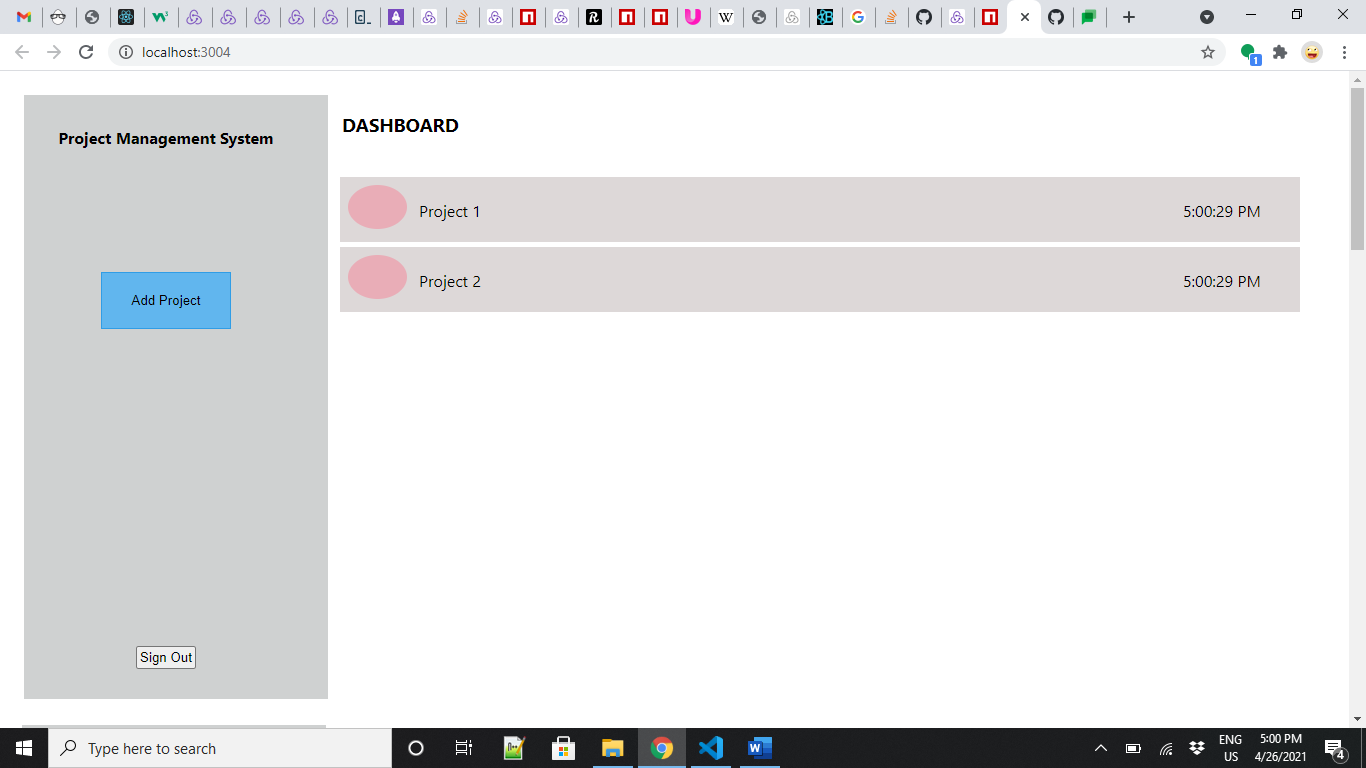 localhost:3004
1
Project Management System
DASHBOARD
Project 1
5:00:29 PM
Project 2
5:00:29 PM
Add Project
Sign Out
Type here to search
ENG
US
5:00 PM
4/26/2021
4